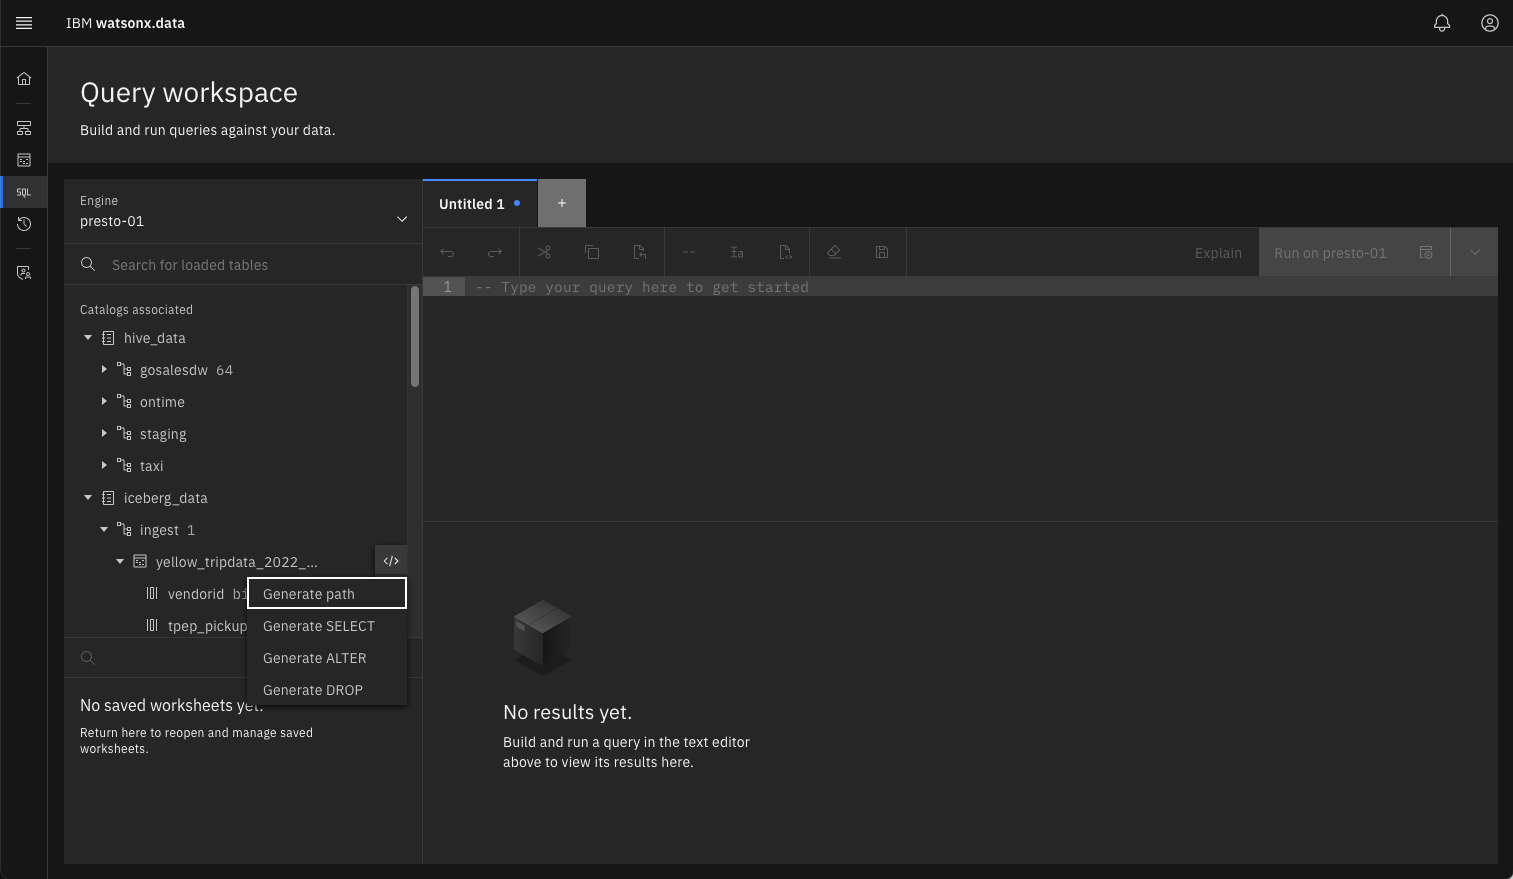 IBM watsonx.data
Query workspace
Build and run queries against your data.
SQL
Engine
presto-01
Search for loaded tables
Catalogs associated
hive_data
gosalesdw 64
ontime
staging
taxi
iceberg_data
ingest 1
yellow_tripdata_2022_...
</>
vendorid bi
tpep_pickup
Generate path
Generate SELECT
Generate ALTER
Generate DROP
No saved worksheets yet.
Return here to reopen and manage saved
worksheets.
Untitled 1
+
Explain
Run on presto-01
1 -- Type your query here to get started
No results yet.
Build and run a query in the text editor
above to view its results here.